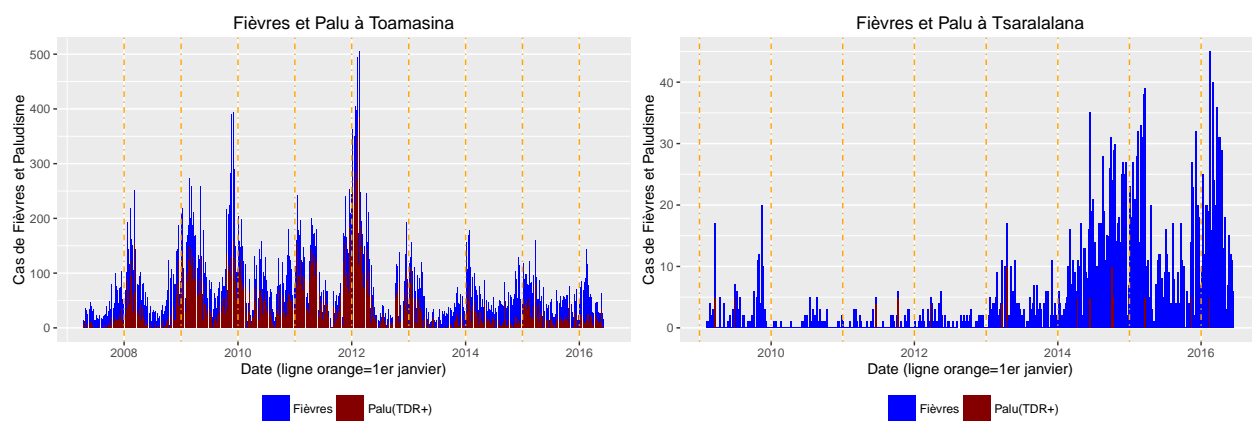 Fièvres et Palu à Toamasina
Cas de Fièvres et Paludisme
500
400
300
200
100
0
2008
2010
2012
2014
2016
Date (ligne orange=1er janvier)
Fièvres
Palu(TDR+)
Fièvres et Palu à Tsaralalana
Cas de Fièvres et Paludisme
40
30
20
10
0
2010
2012
2014
2016
Date (ligne orange=1er janvier)
Fièvres
Palu(TDR+)